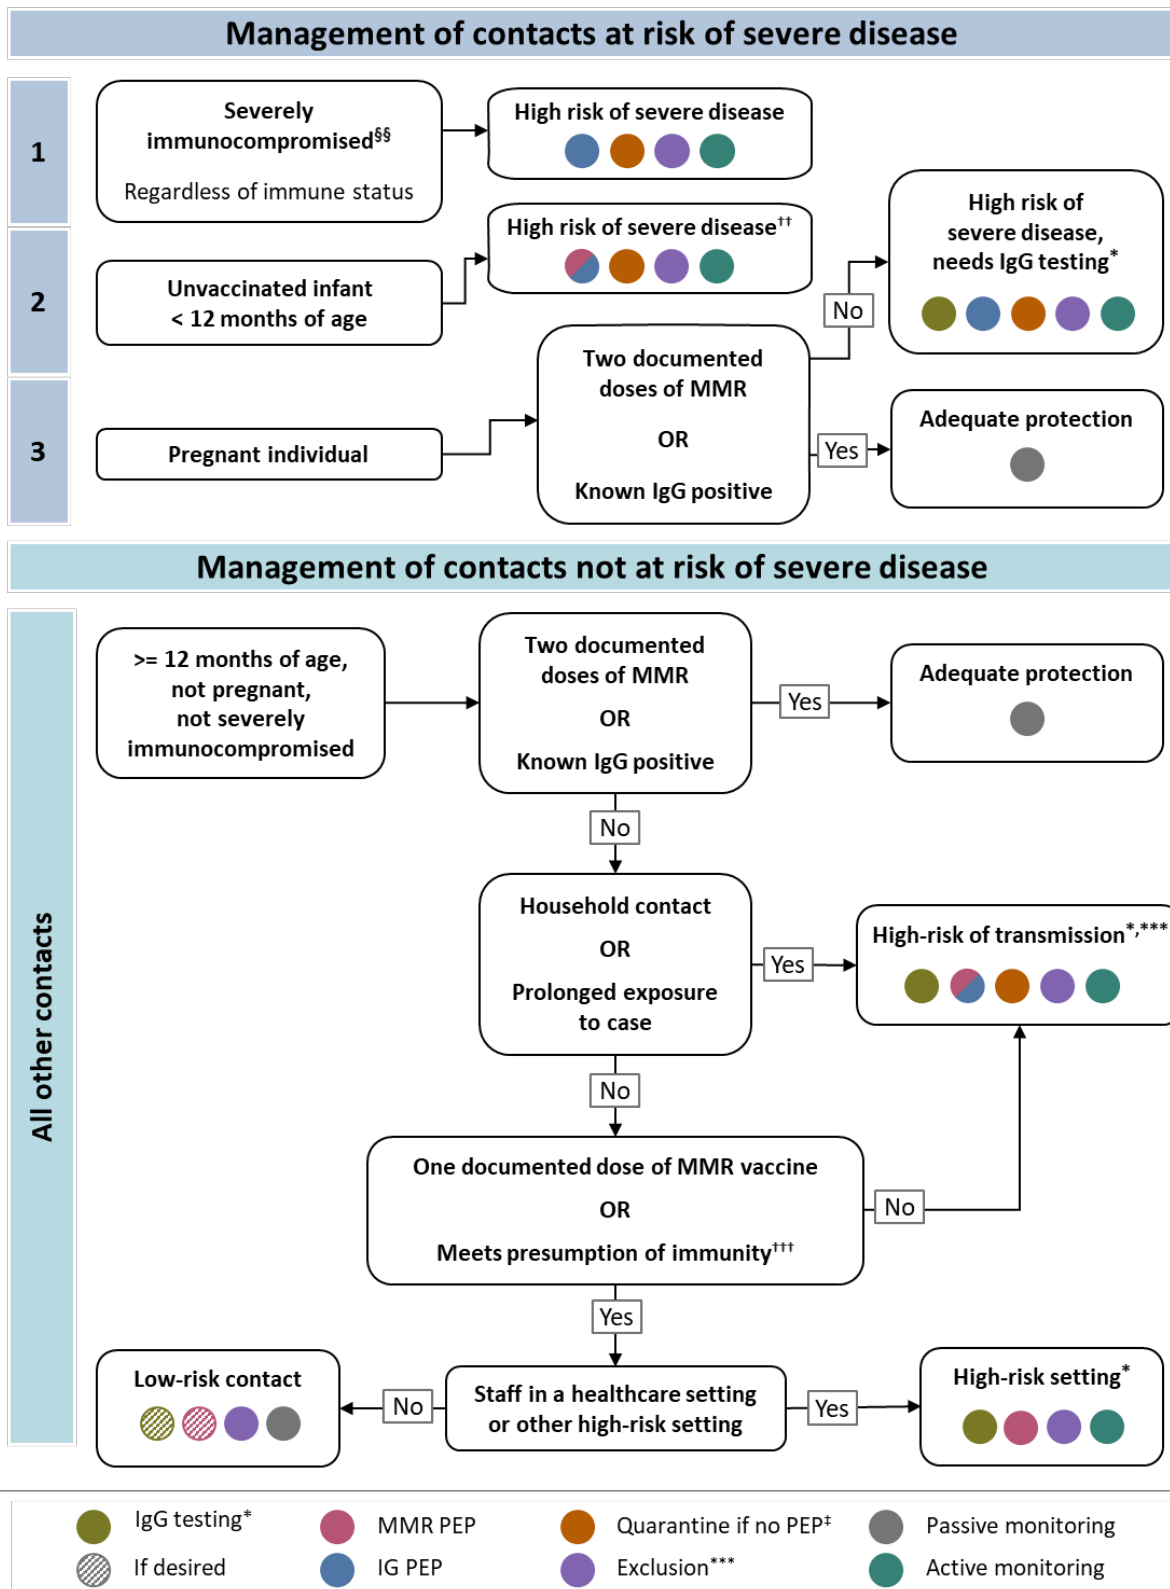 Management of contacts at risk of severe disease
1
Severely
immunocompromised§§
Regardless of immune status
High risk of severe disease
2
Unvaccinated infant
< 12 months of age
High risk of severe disease††
High risk of
severe disease,
needs IgG testing*
No
3
Pregnant individual
Two documented
doses of MMR
OR
Known IgG positive
Yes
Adequate protection
Management of contacts not at risk of severe disease
All other contacts
>= 12 months of age,
not pregnant,
not severely
immunocompromised
Two documented
doses of MMR
OR
Known IgG positive
Yes
Adequate protection
No
Household contact
OR
Prolonged exposure
to case
Yes
High-risk of transmission*,***
No
One documented dose of MMR vaccine
OR
Meets presumption of immunity†††
No
Yes
Low-risk contact
No
Staff in a healthcare setting
or other high-risk setting
Yes
High-risk setting*
IgG testing*
MMR PEP
Quarantine if no PEP‡
Passive monitoring
If desired
IG PEP
Exclusion***
Active monitoring